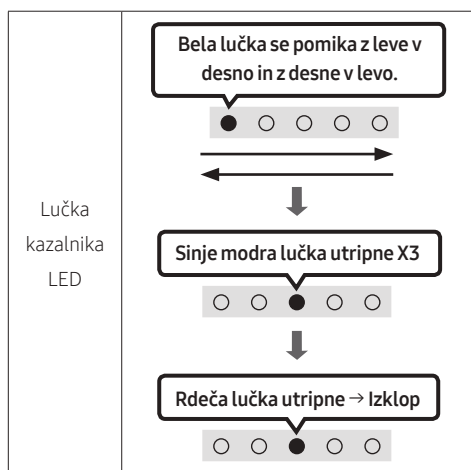 Lučka
kazalnika
LED
Bela lučka se pomika z leve v
desno in z desne v levo.
Sinje modra lučka utripne X3
Rdeča lučka utripne → Izklop